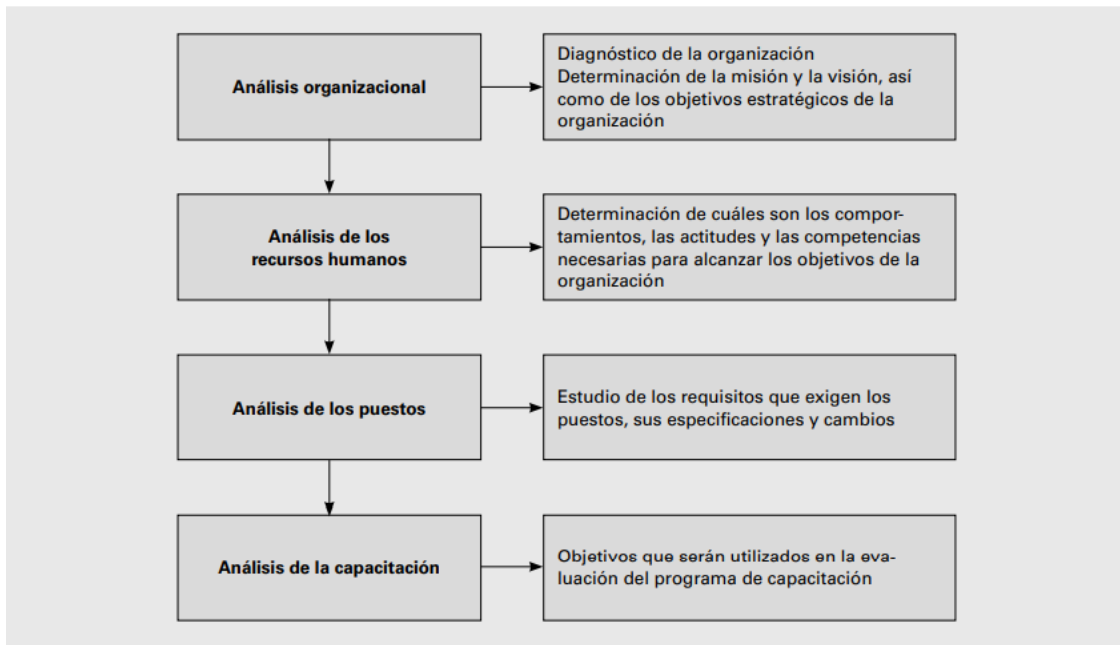 Análisis organizacional
Diagnóstico de la organización
Determinación de la misión y la visión, así
como de los objetivos estratégicos de la
organización
Análisis de los
recursos humanos
Determinación de cuáles son los compor-
tamientos, las actitudes y las competencias
necesarias para alcanzar los objetivos de la
organización
Análisis de los puestos
Estudio de los requisitos que exigen los
puestos, sus especificaciones y cambios
Análisis de la capacitación
Objetivos que serán utilizados en la eva-
luación del programa de capacitación